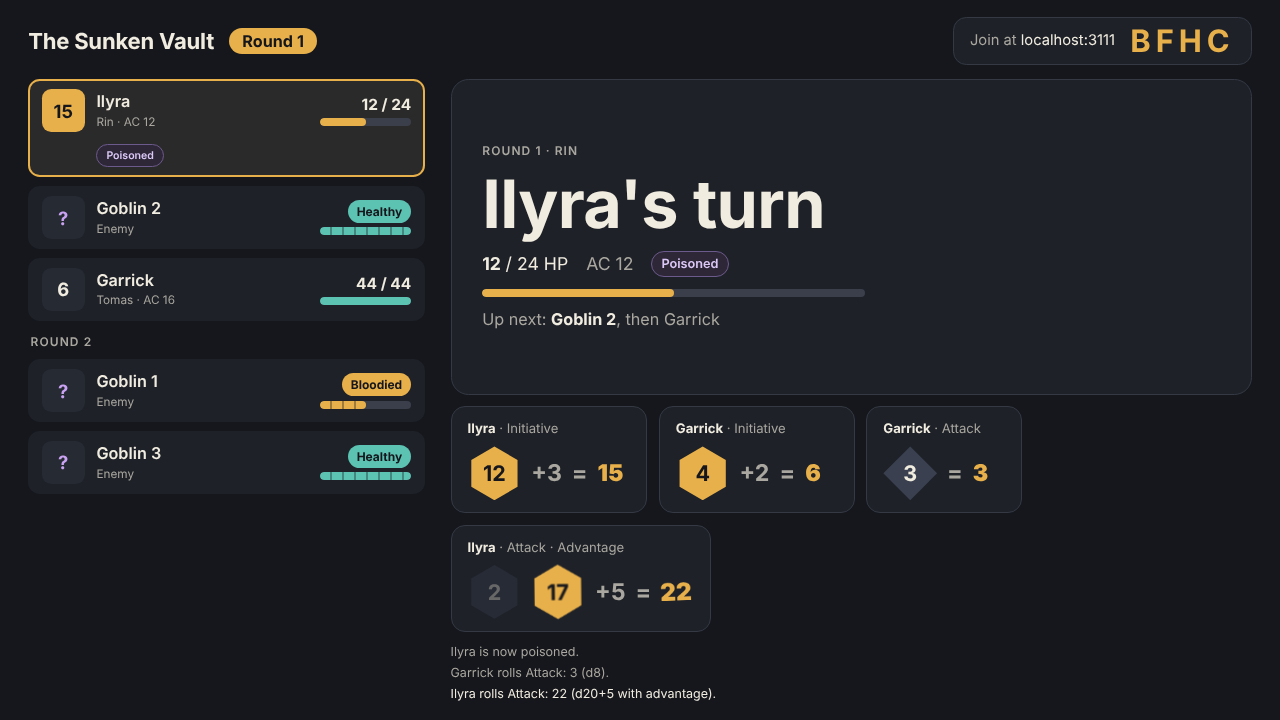 The Sunken Vault
Round 1
Join at localhost:3111 BFHC
15
Ilyra
Rin · AC 12
12 / 24
Poisoned
?
Goblin 2
Enemy
Healthy
6
Garrick
Tomas · AC 16
44 / 44
ROUND 2
?
Goblin 1
Enemy
Bloodied
?
Goblin 3
Enemy
Healthy
ROUND 1 · RIN
Ilyra's turn
12 / 24 HP AC 12 Poisoned
Up next: Goblin 2, then Garrick
Ilyra · Initiative
12 +3 = 15
Garrick · Initiative
4 +2 = 6
Garrick · Attack
3 = 3
Ilyra · Attack · Advantage
2 17 +5 = 22
Ilyra is now poisoned.
Garrick rolls Attack: 3 (d8).
Ilyra rolls Attack: 22 (d20+5 with advantage).